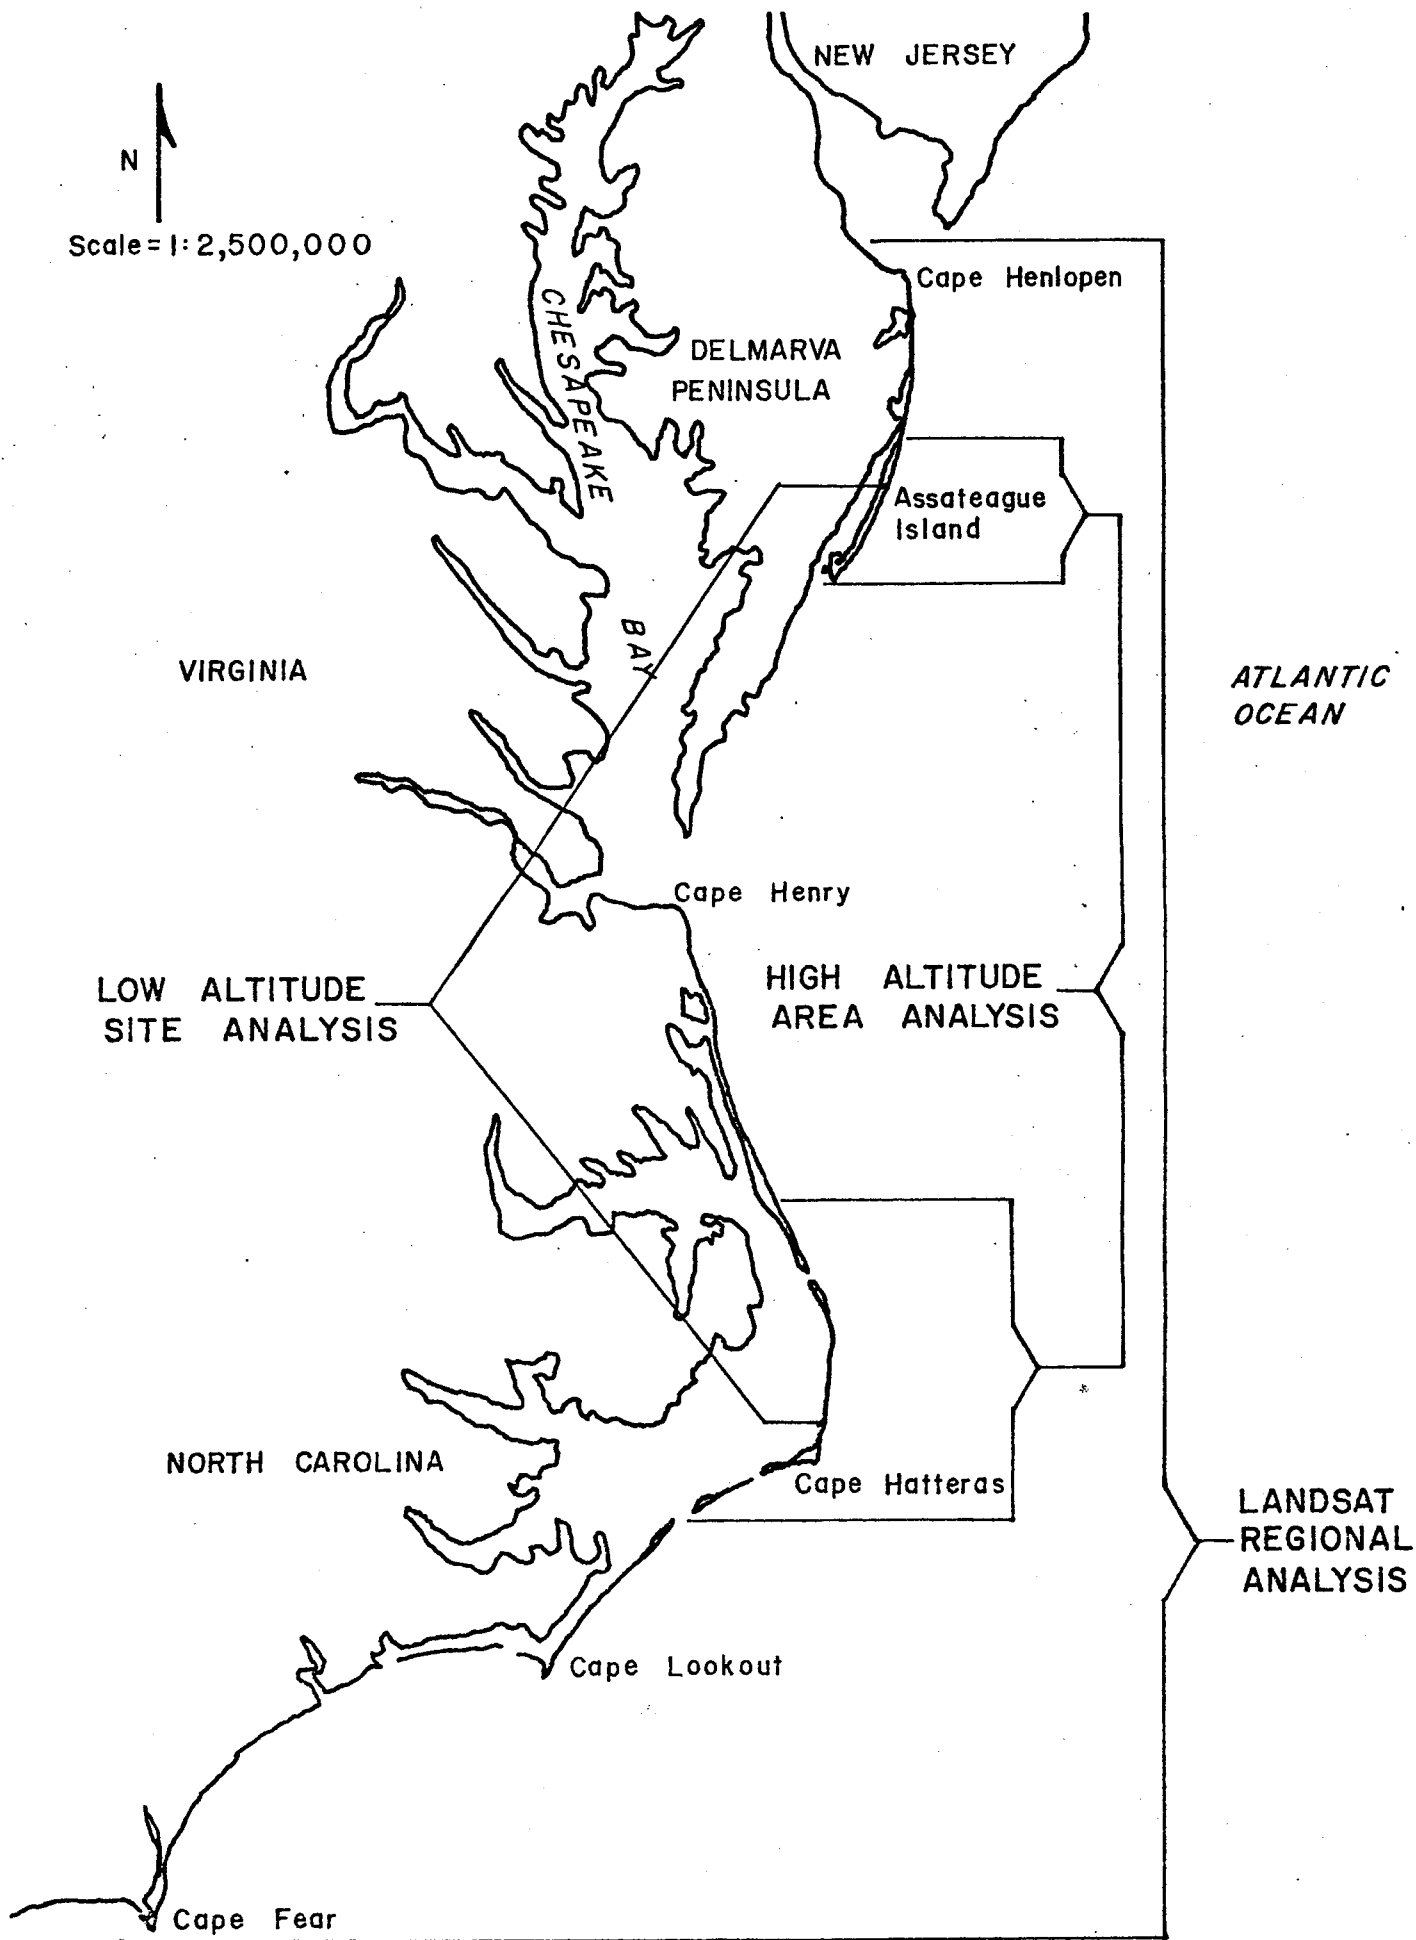 NEW JERSEY
N
Scale = 1:2,500,000
Cape Henlopen
CHESAPEAKE
BAY
DELMARVA
PENINSULA
Assateague
Island
VIRGINIA
ATLANTIC
OCEAN
Cape Henry
LOW ALTITUDE
SITE ANALYSIS
HIGH ALTITUDE
AREA ANALYSIS
NORTH CAROLINA
Cape Hatteras
LANDSAT
REGIONAL
ANALYSIS
Cape Lookout
Cape Fear